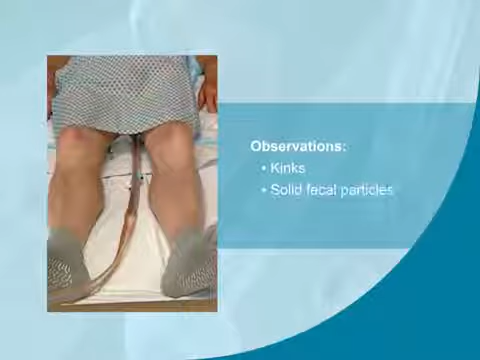 Observations:
• Kinks
• Solid fecal particles